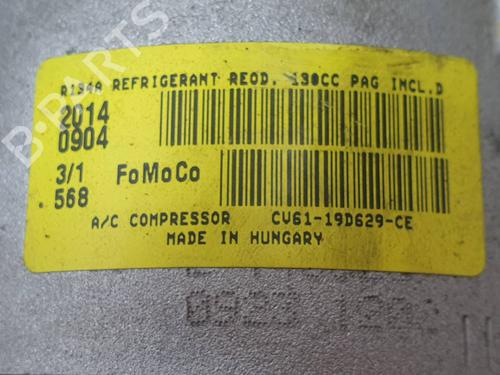 B-PARTS
R134A REFRIGERANT REQD. 130CC PAG INCL.D
2014
0904
3/1 FoMoCo
568
A/C COMPRESSOR CV61-19D629-CE
MADE IN HUNGARY